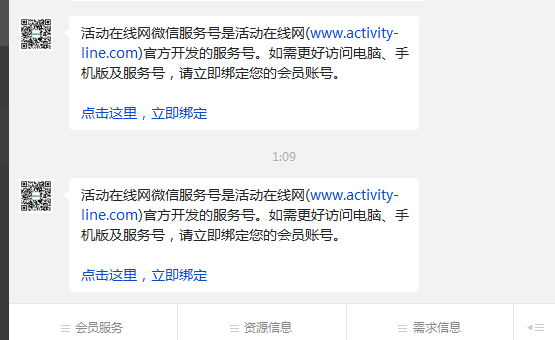 活动在线网微信服务号是活动在线网(www.activity-
line.com)官方开发的服务号。如需更好访问电脑、手
机版及服务号，请立即绑定您的会员账号。
点击这里，立即绑定
1:09
活动在线网微信服务号是活动在线网(www.activity-
line.com)官方开发的服务号。如需更好访问电脑、手
机版及服务号，请立即绑定您的会员账号。
点击这里，立即绑定
会员服务 资源信息 需求信息